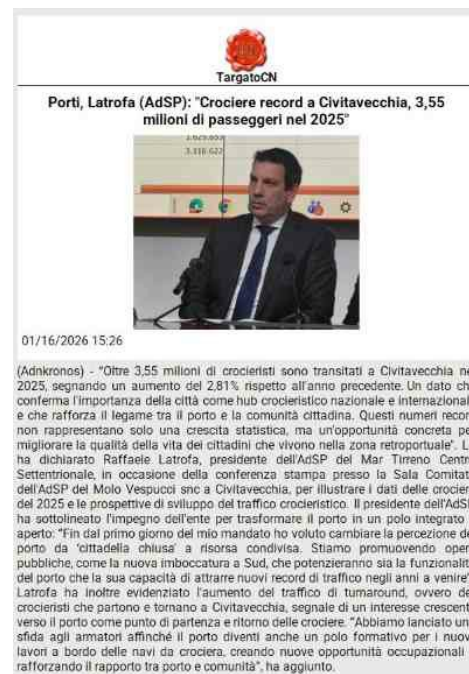 TargatoCN
Porti, Latrofa (AdSP): "Crociere record a Civitavecchia, 3,55
milioni di passeggeri nel 2025"
3.316.622
01/16/2026 15:26
(Adnkronos) - "Oltre 3,55 milioni di crocieristi sono transitati a Civitavecchia ne
2025, segnando un aumento del 2,81% rispetto all'anno precedente. Un dato ch
conferma l'importanza della città come hub crocieristico nazionale e internazional
e che rafforza il legame tra il porto e la comunità cittadina. Questi numeri recor
non rappresentano solo una crescita statistica, ma un'opportunità concreta pe
migliorare la qualità della vita dei cittadini che vivono nella zona retroportuale". L
ha dichiarato Raffaele Latrofa, presidente dell'AdSP del Mar Tirreno Centr
Settentrionale, in occasione della conferenza stampa presso la Sala Comitat
dell'AdSP del Molo Vespucci snc a Civitavecchia, per illustrare i dati delle crocier
del 2025 e le prospettive di sviluppo del traffico crocieristico. Il presidente dell'AdS
ha sottolineato l'impegno dell'ente per trasformare il porto in un polo integrato
aperto: "Fin dal primo giorno del mio mandato ho voluto cambiare la percezione de
porto da 'cittadella chiusa' a risorsa condivisa. Stiamo promuovendo oper
pubbliche, come la nuova imboccatura a Sud, che potenzieranno sia la funzionalit
del porto che la sua capacità di attrarre nuovi record di traffico negli anni a venire"
Latrofa ha inoltre evidenziato l'aumento del traffico di turnaround, ovvero de
crocieristi che partono e tornano a Civitavecchia, segnale di un interesse crescent
verso il porto come punto di partenza e ritorno delle crociere. "Abbiamo lanciato un
sfida agli armatori affinché il porto diventi anche un polo formativo per i nuov
lavori a bordo delle navi da crociera, creando nuove opportunità occupazionali
rafforzando il rapporto tra porto e comunità", ha aggiunto.